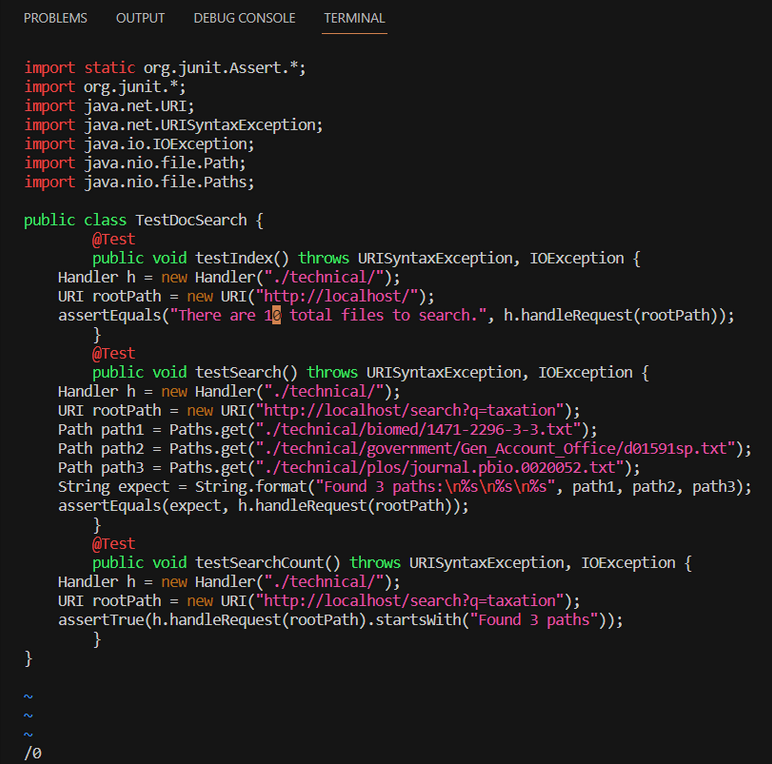 PROBLEMS OUTPUT DEBUG CONSOLE TERMINAL
import static org.junit.Assert.*;
import org.junit.*;
import java.net.URI;
import java.net.URISyntaxException;
import java.io.IOException;
import java.nio.file.Path;
import java.nio.file.Paths;

public class TestDocSearch {
        @Test
        public void testIndex() throws URISyntaxException, IOException {
    Handler h = new Handler("./technical/");
    URI rootPath = new URI("http://localhost/");
    assertEquals("There are 10 total files to search.", h.handleRequest(rootPath));
        }
        @Test
        public void testSearch() throws URISyntaxException, IOException {
    Handler h = new Handler("./technical/");
    URI rootPath = new URI("http://localhost/search?q=taxation");
    Path path1 = Paths.get("./technical/biomed/1471-2296-3-3.txt");
    Path path2 = Paths.get("./technical/government/Gen_Account_Office/d01591sp.txt");
    Path path3 = Paths.get("./technical/plos/journal.pbio.0020052.txt");
    String expect = String.format("Found 3 paths:\n%s\n%s\n%s", path1, path2, path3);
    assertEquals(expect, h.handleRequest(rootPath));
        }
        @Test
        public void testSearchCount() throws URISyntaxException, IOException {
    Handler h = new Handler("./technical/");
    URI rootPath = new URI("http://localhost/search?q=taxation");
    assertTrue(h.handleRequest(rootPath).startsWith("Found 3 paths"));
        }
}

~
~
~
/0